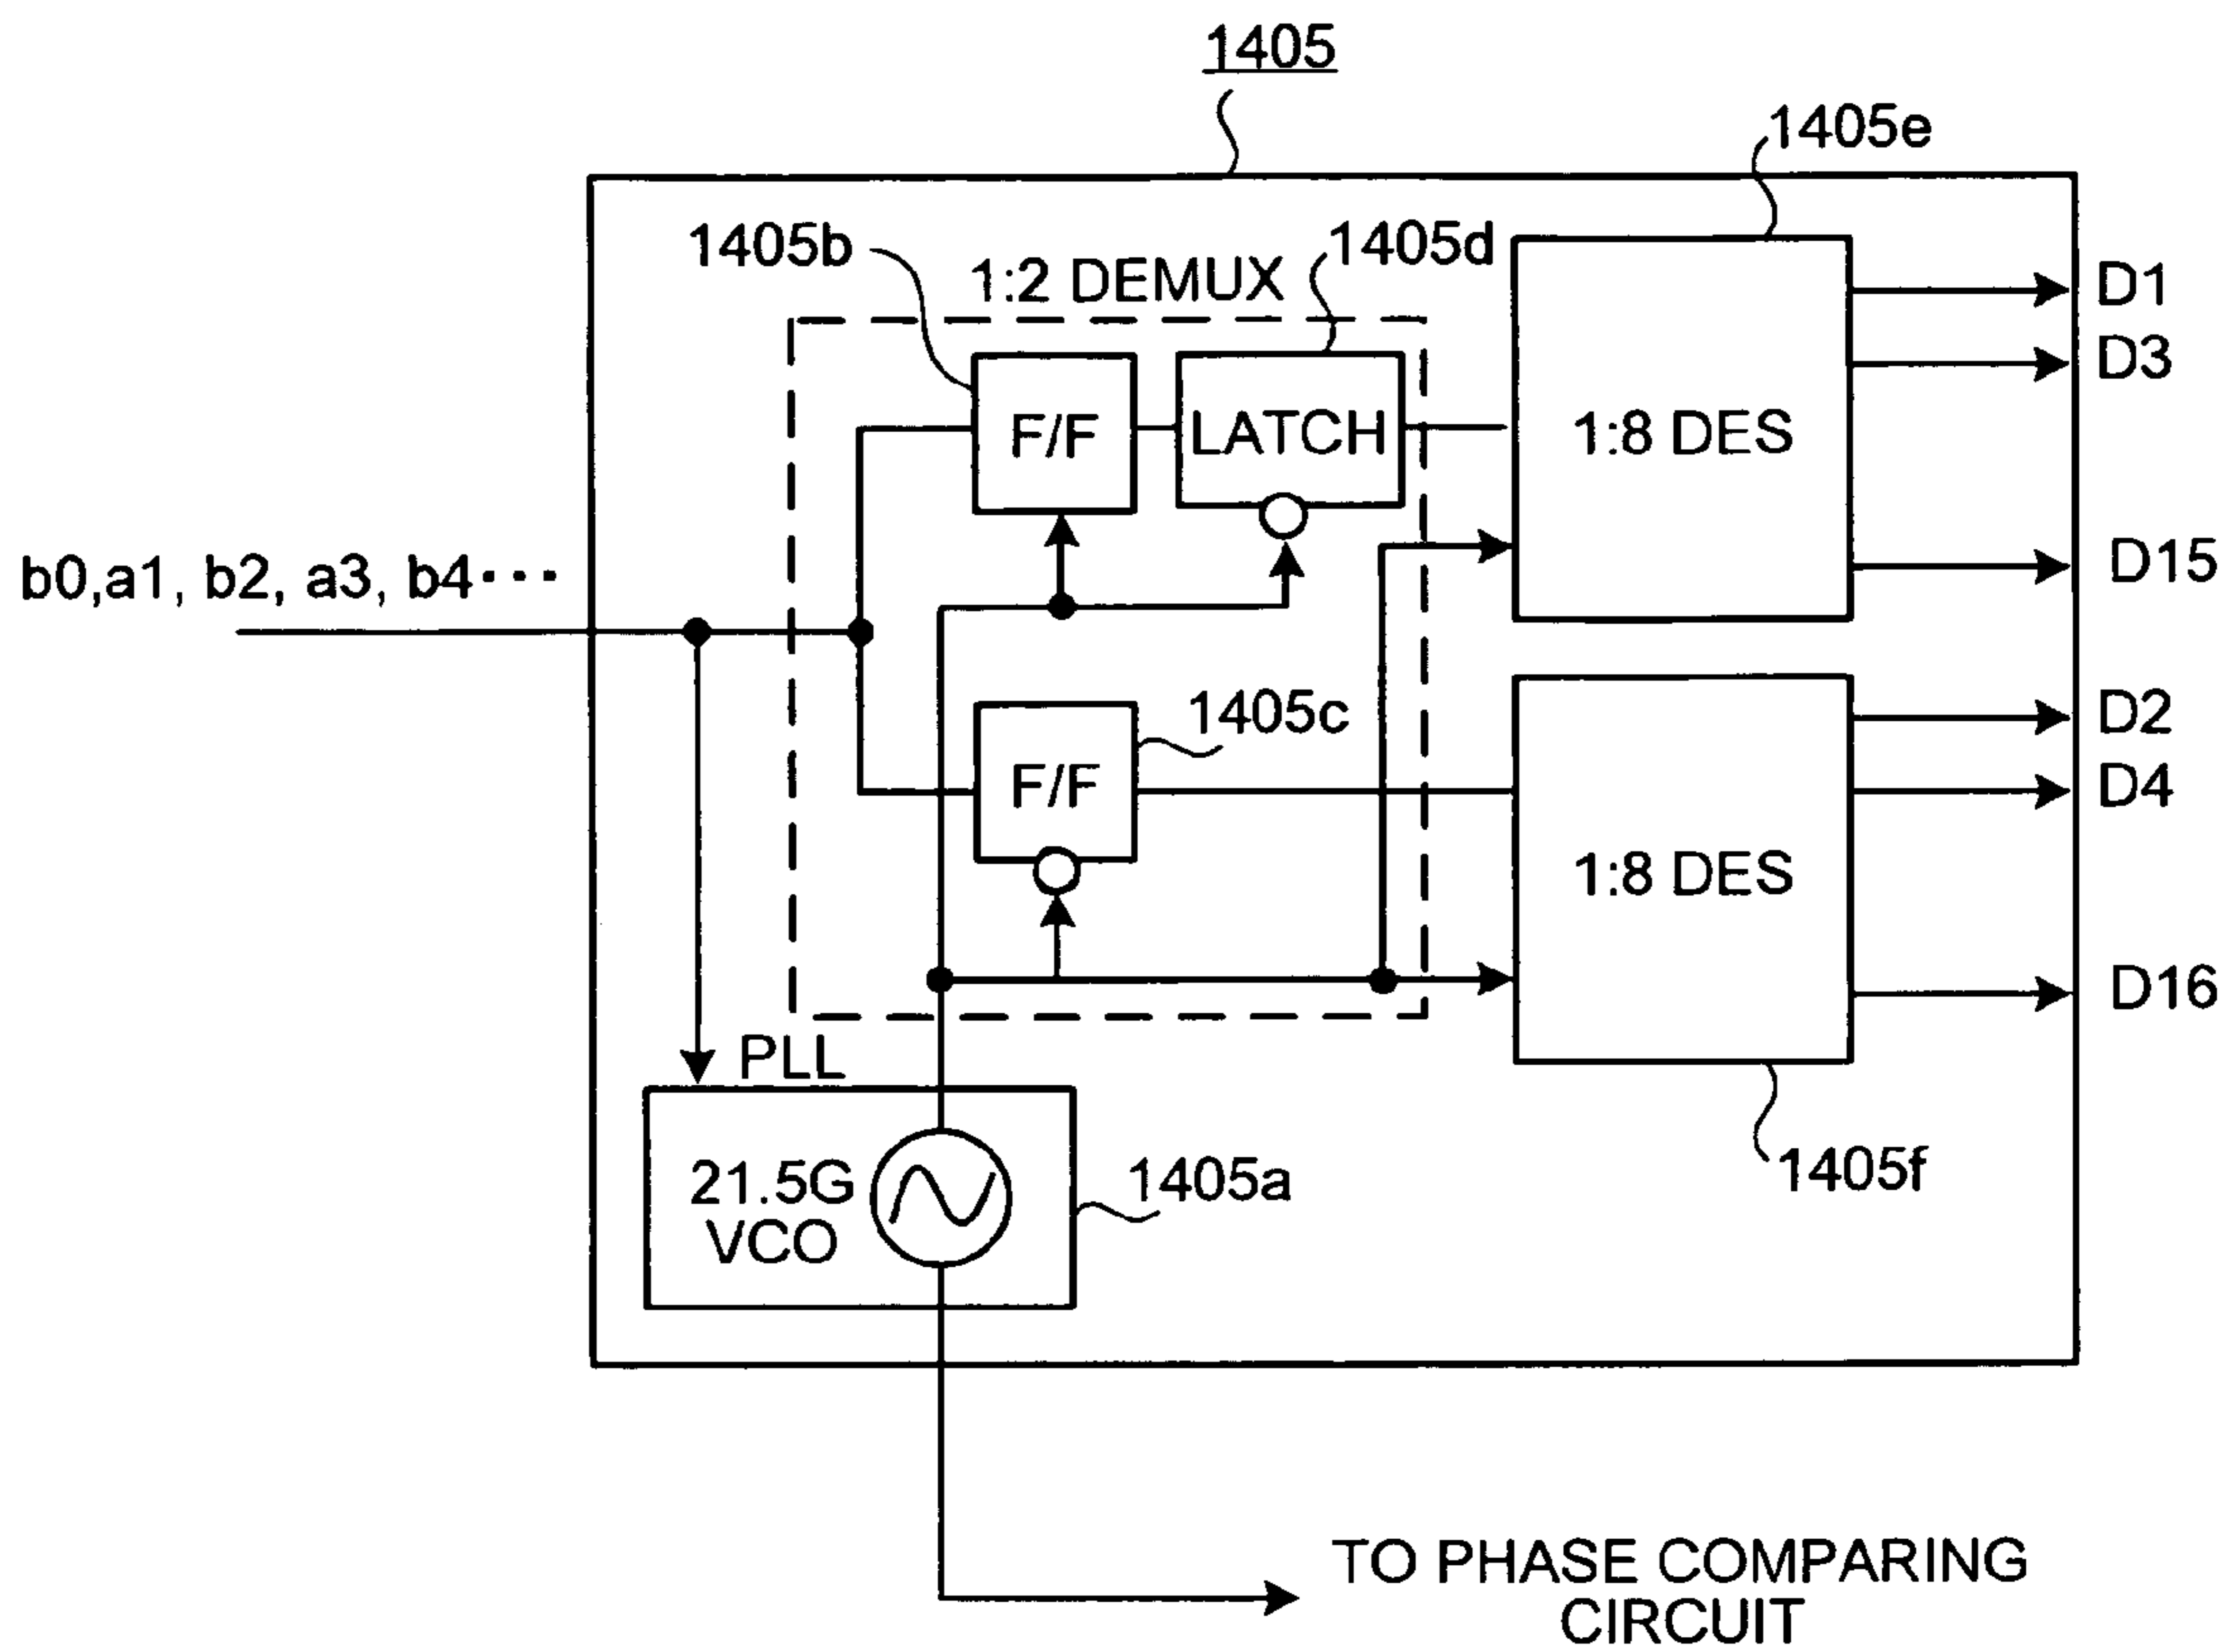 1405
1405e
1405b
1405d
1:2 DEMUX
D1
D3
F/F
LATCH
1:8 DES
b0,a1, b2, a3, b4···
D15
1405c
D2
F/F
D4
1:8 DES
D16
PLL
21.5G
VCO
1405a
1405f
TO PHASE COMPARING
CIRCUIT